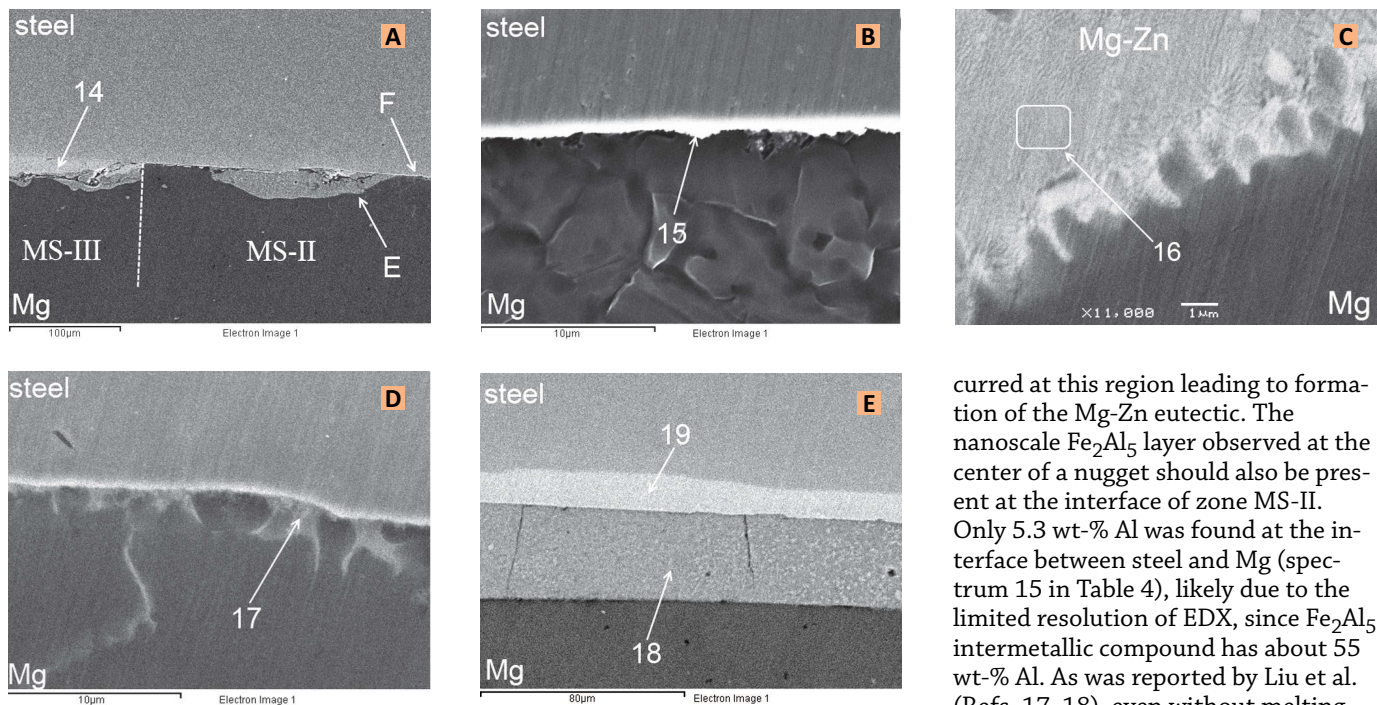 steel
A
14
F
MS-III
MS-II
E
Mg
100µm
Electron Image 1
steel
B
15
Mg
10µm
Electron Image 1
Mg-Zn
C
16
×11,000
1µm
Mg
steel
D
17
Mg
10µm
Electron Image 1
steel
E
19
18
Mg
80µm
Electron Image 1
curred at this region leading to forma-
tion of the Mg-Zn eutectic. The
nanoscale Fe₂Al₅ layer observed at the
center of a nugget should also be pres-
ent at the interface of zone MS-II.
Only 5.3 wt-% Al was found at the in-
terface between steel and Mg (spec-
trum 15 in Table 4), likely due to the
limited resolution of EDX, since Fe₂Al₅
intermetallic compound has about 55
wt-% Al. As was reported by Liu et al.
(Refs. 17, 18), even without melting